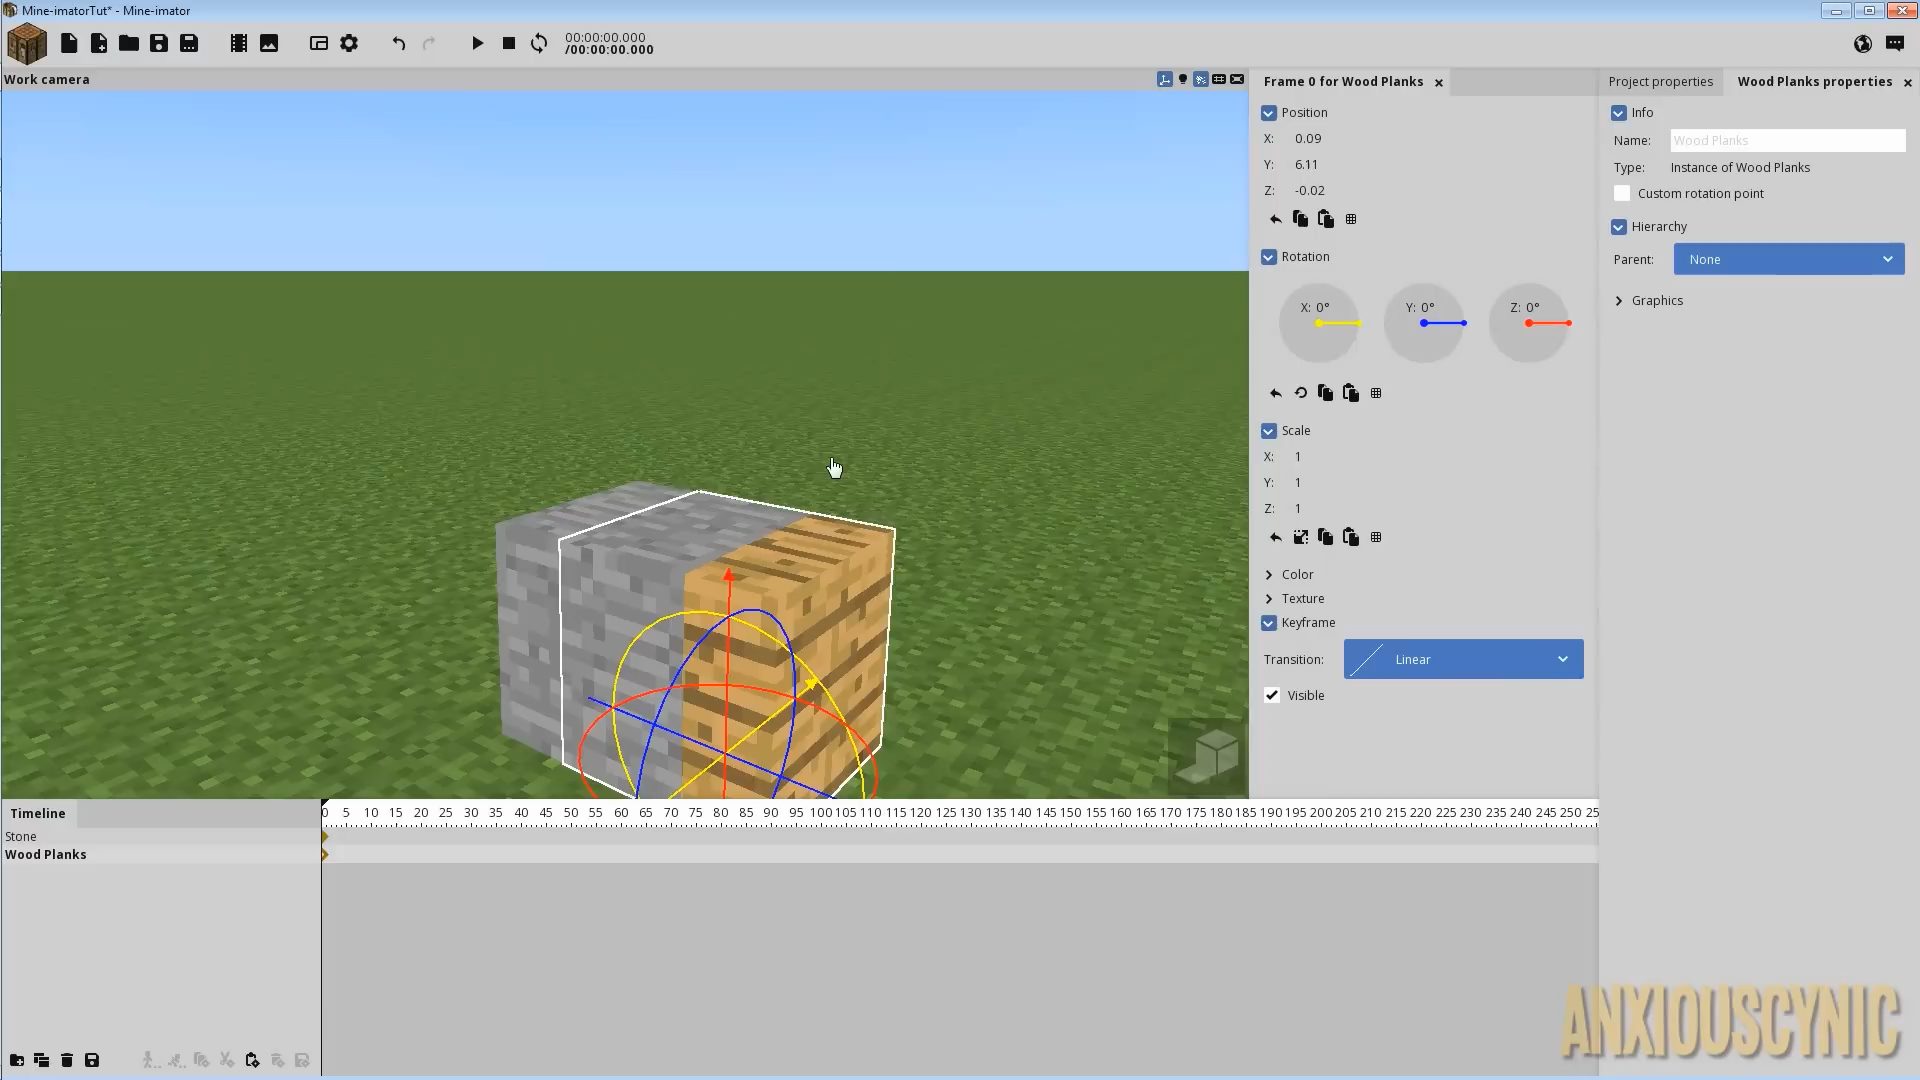 Mine-imatorTut* - Mine-imator
00:00:00.000
/00:00:00.000
Work camera
Frame 0 for Wood Planks
Position
X: 0.09
Y: 6.11
Z: -0.02
Rotation
X: 0° Y: 0° Z: 0°
Scale
X: 1
Y: 1
Z: 1
Color
Texture
Keyframe
Transition: Linear
Visible
Project properties Wood Planks properties
Info
Name: Wood Planks
Type: Instance of Wood Planks
Custom rotation point
Hierarchy
Parent: None
Graphics
Timeline
0 5 10 15 20 25 30 35 40 45 50 55 60 65 70 75 80 85 90 95 100 105 110 115 120 125 130 135 140 145 150 155 160 165 170 175 180 185 190 195 200 205 210 215 220 225 230 235 240 245 250 25
Stone
Wood Planks
ANXIOUSCYNIC